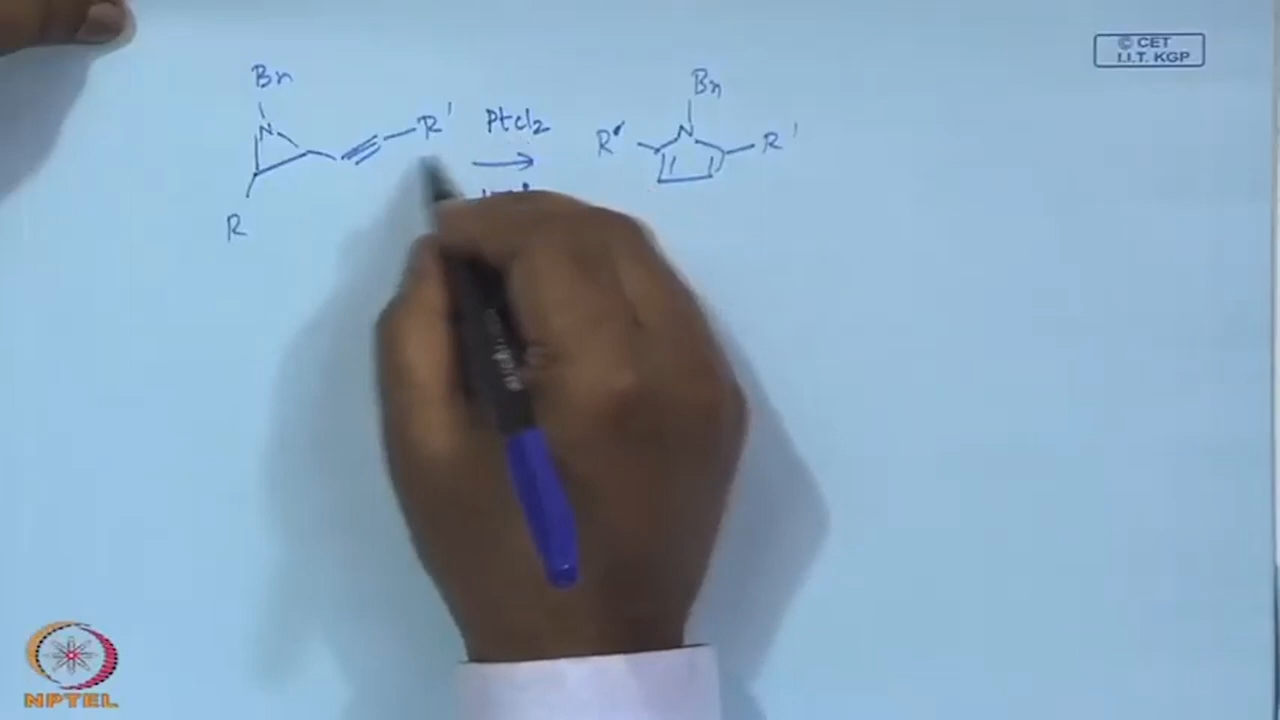 © CET
I.I.T. KGP
Bn
N
R'
R
PtCl2
Bn
N
R
R'
NPTEL